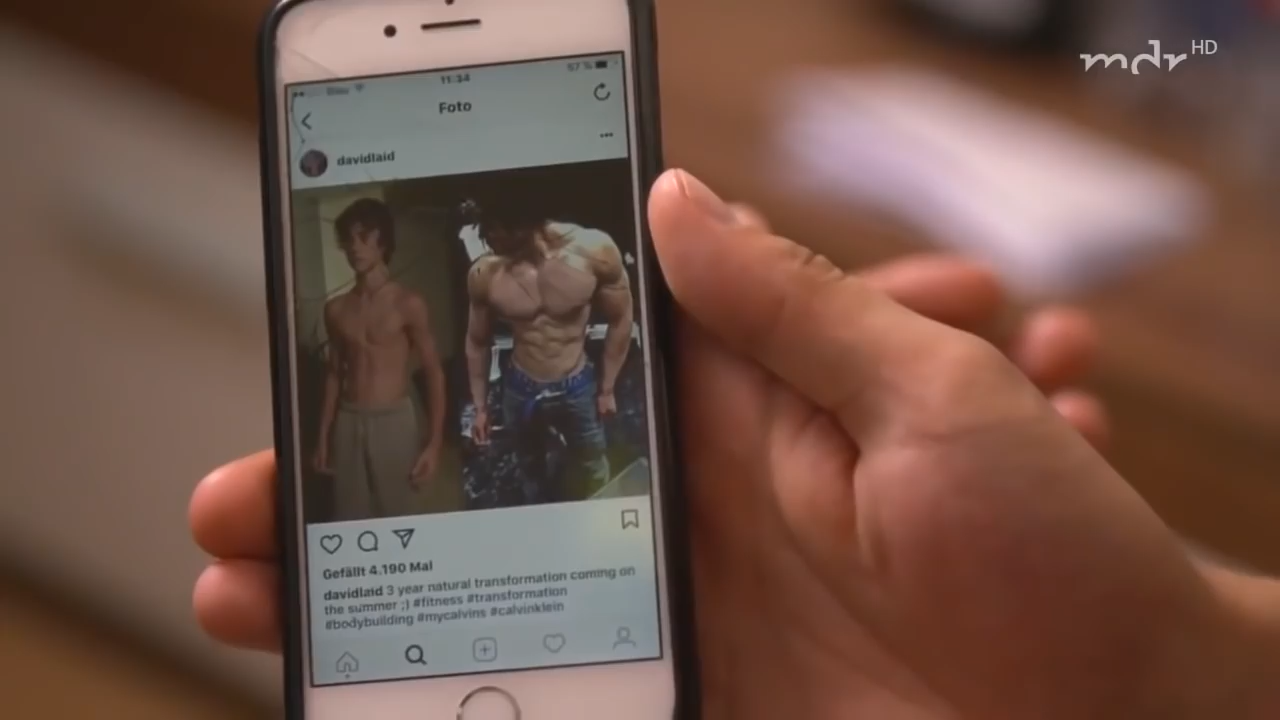 mdr HD
11:34
57 %
Foto
davidlaid
Gefällt 4.190 Mal
davidlaid 3 year natural transformation coming on
the summer ;) #fitness #transformation
#bodybuilding #mycalvins #calvinklein